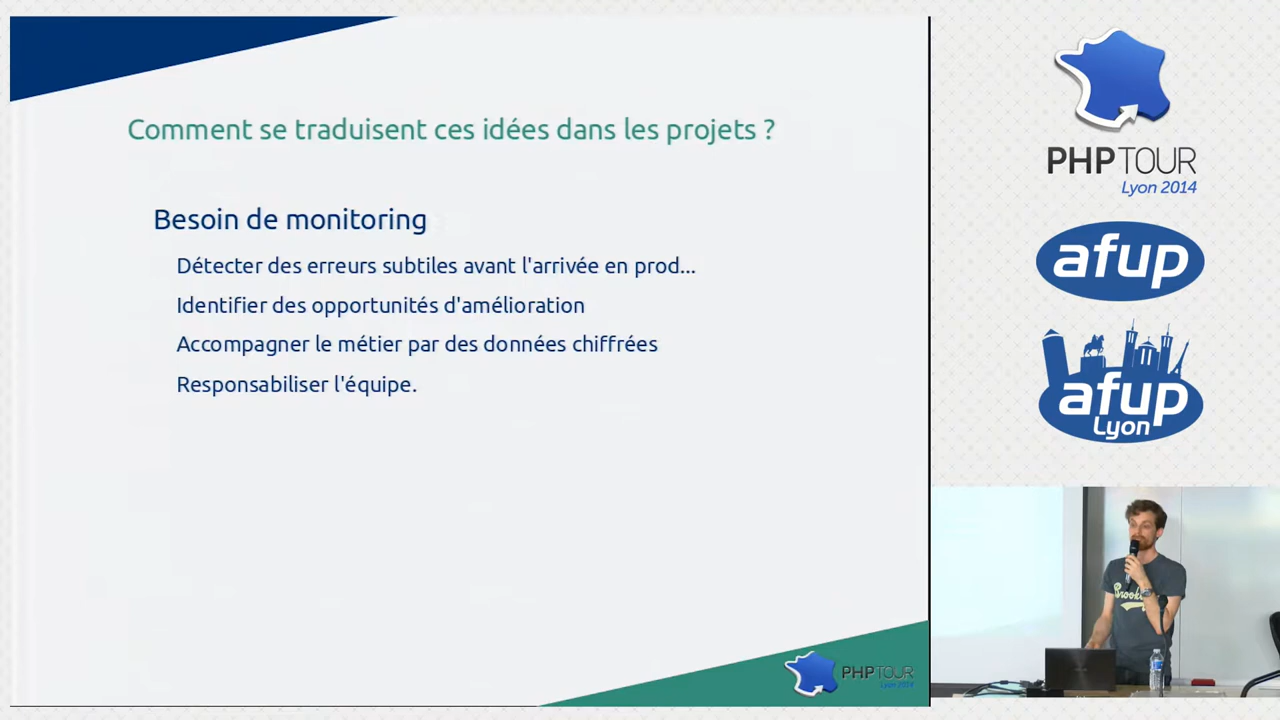 Comment se traduisent ces idées dans les projets ?
Besoin de monitoring
Détecter des erreurs subtiles avant l'arrivée en prod...
Identifier des opportunités d'amélioration
Accompagner le métier par des données chiffrées
Responsabiliser l'équipe.
PHPTOUR
Lyon 2014
PHPTOUR
Lyon 2014
afup
afup
Lyon